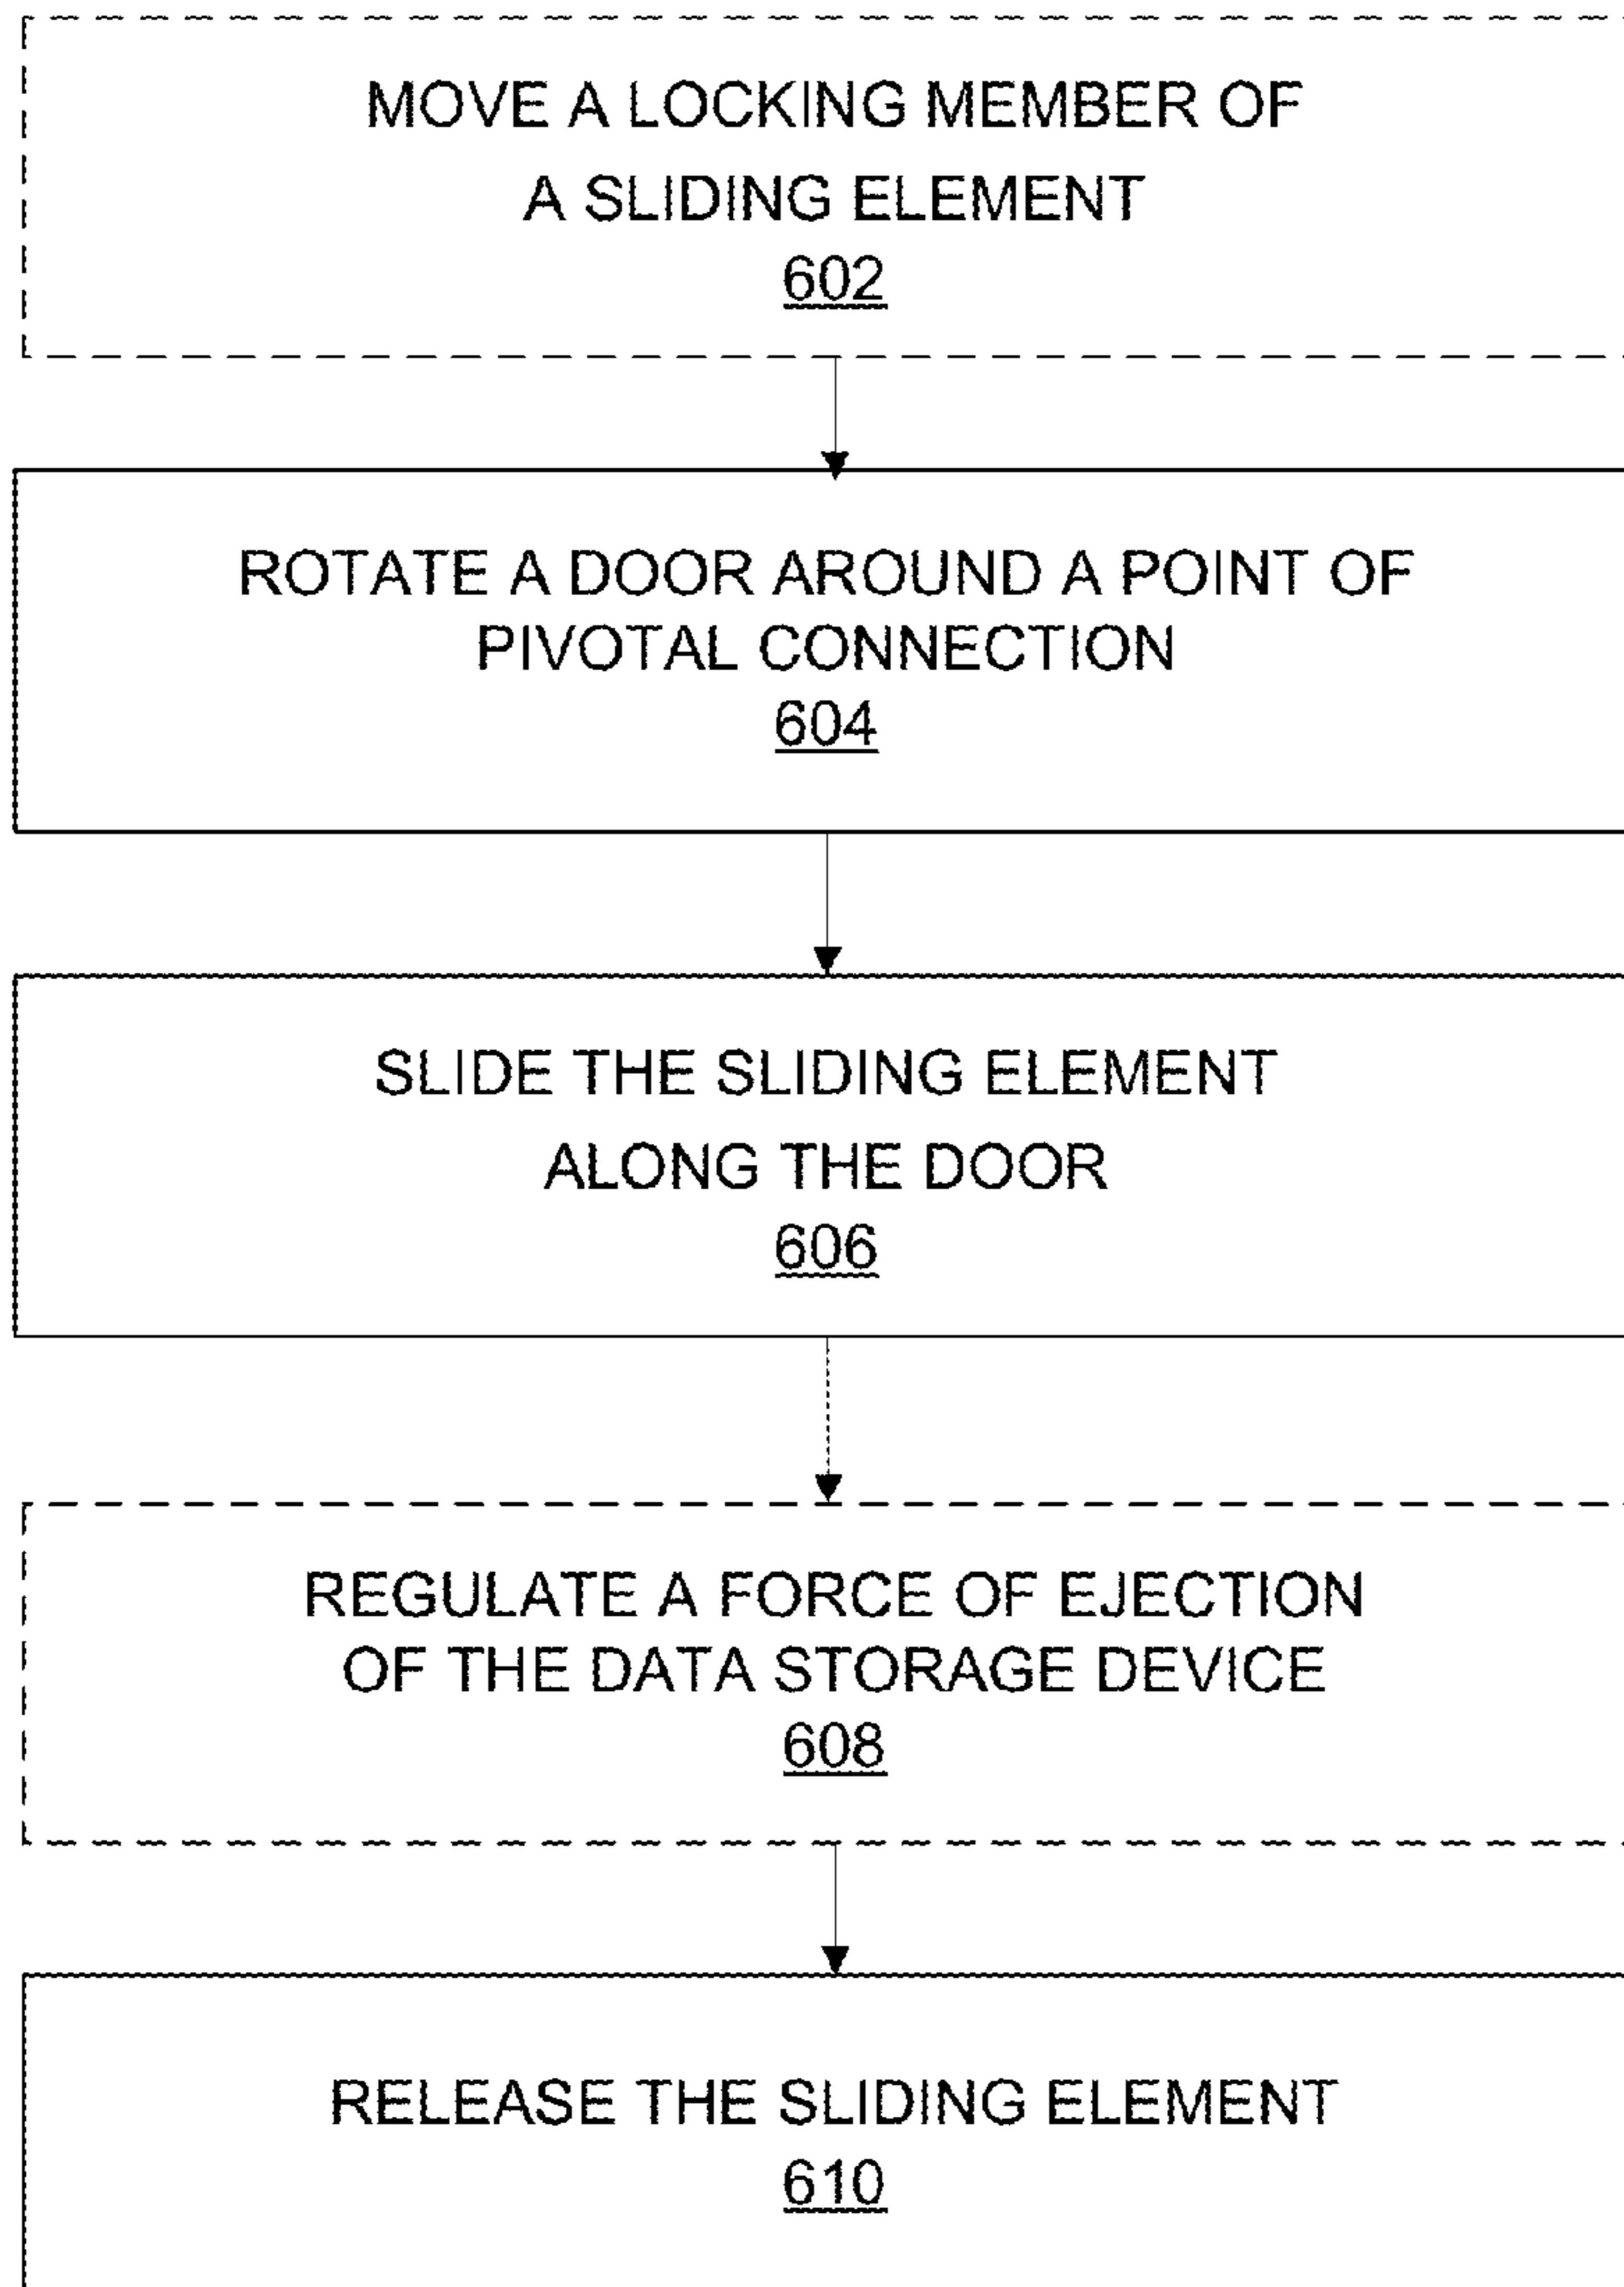 MOVE A LOCKING MEMBER OF
A SLIDING ELEMENT
602
ROTATE A DOOR AROUND A POINT OF
PIVOTAL CONNECTION
604
SLIDE THE SLIDING ELEMENT
ALONG THE DOOR
606
REGULATE A FORCE OF EJECTION
OF THE DATA STORAGE DEVICE
608
RELEASE THE SLIDING ELEMENT
610